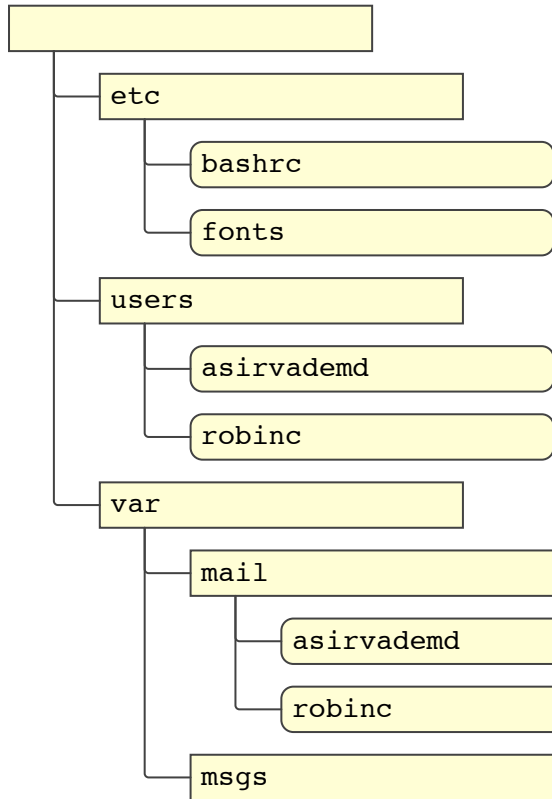 etc
bashrc
fonts
users
asirvademd
robinc
var
mail
asirvademd
robinc
msgs